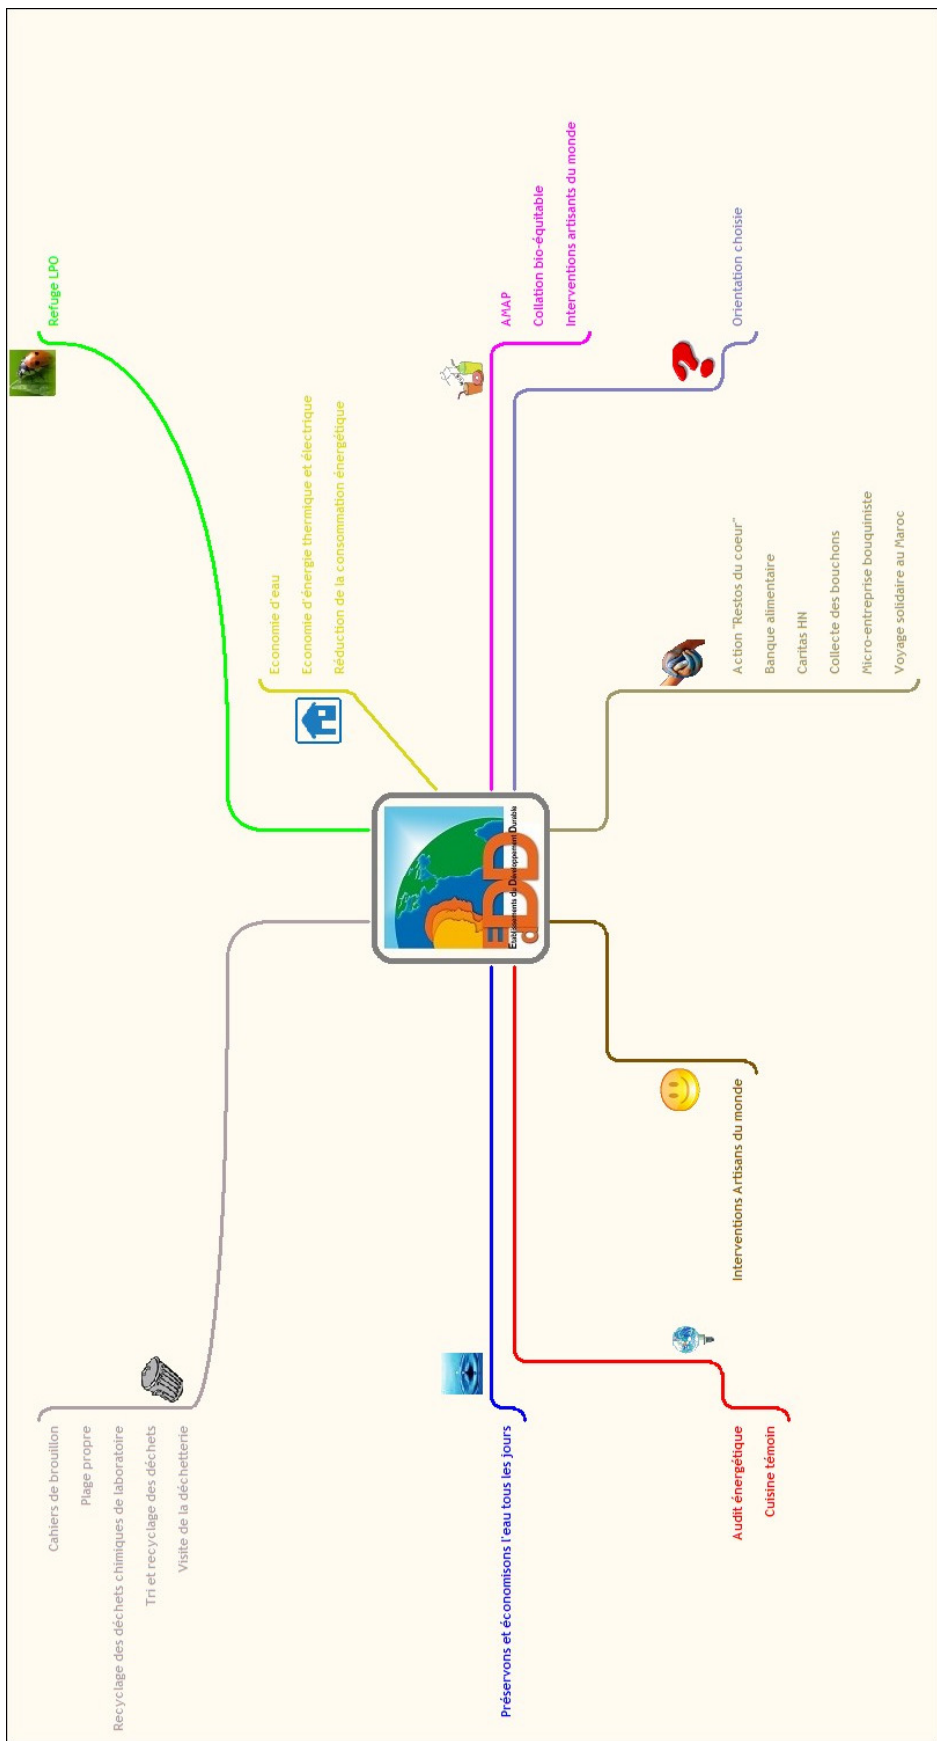 Cahiers de brouillon
Plage propre
Recyclage des déchets chimiques de laboratoire
Tri et recyclage des déchets
Visite de la déchetterie
Préservons et économisons l'eau tous les jours
Audit énergétique
Cuisine témoin
Interventions Artisans du monde
EDD
Etablissements du Développement Durable
Refuge LPO
Economie d'eau
Economie d'énergie thermique et électrique
Réduction de la consommation énergétique
AMAP
Collation bio-équitable
Interventions artisants du monde
Orientation choisie
Action "Restos du coeur"
Banque alimentaire
Caritas HN
Collecte des bouchons
Micro-entreprise bouquiniste
Voyage solidaire au Maroc